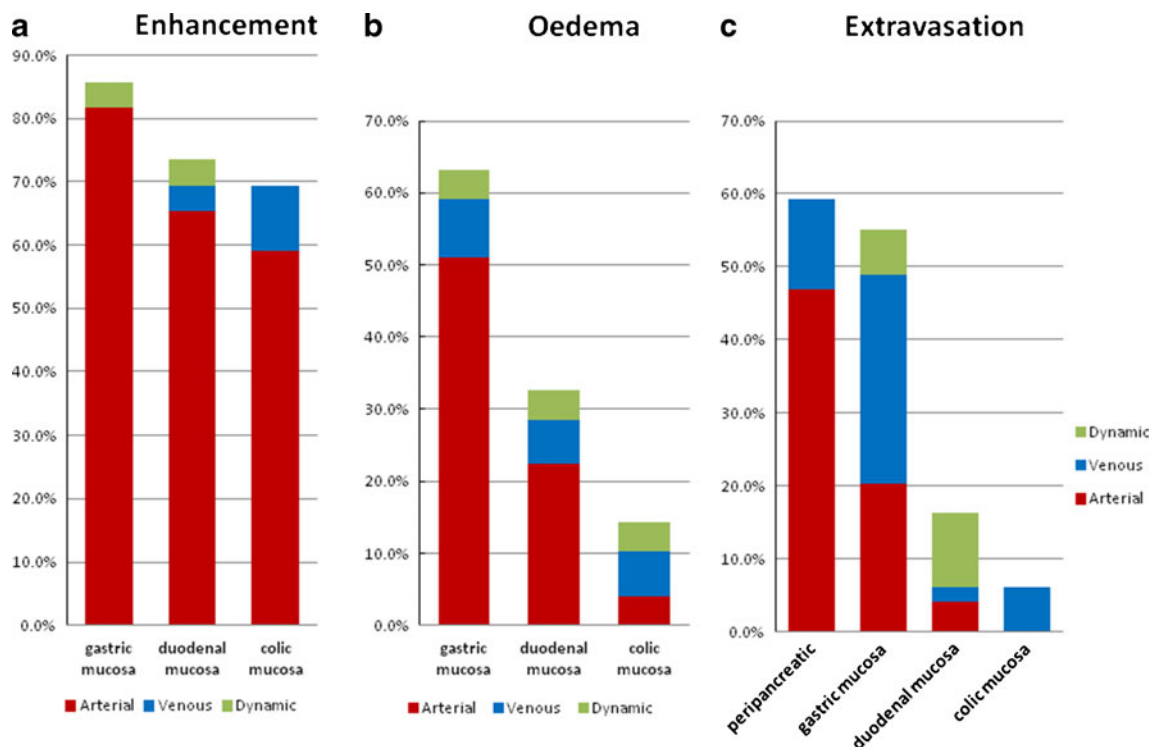 a Enhancement
90.0%
80.0%
70.0%
60.0%
50.0%
40.0%
30.0%
20.0%
10.0%
0.0%
gastric mucosa
duodenal mucosa
colic mucosa
Arterial Venous Dynamic
b Oedema
70.0%
60.0%
50.0%
40.0%
30.0%
20.0%
10.0%
0.0%
gastric mucosa
duodenal mucosa
colic mucosa
Arterial Venous Dynamic
c Extravasation
70.0%
60.0%
50.0%
40.0%
30.0%
20.0%
10.0%
0.0%
peripancreatic
gastric mucosa
duodenal mucosa
colic mucosa
Dynamic
Venous
Arterial